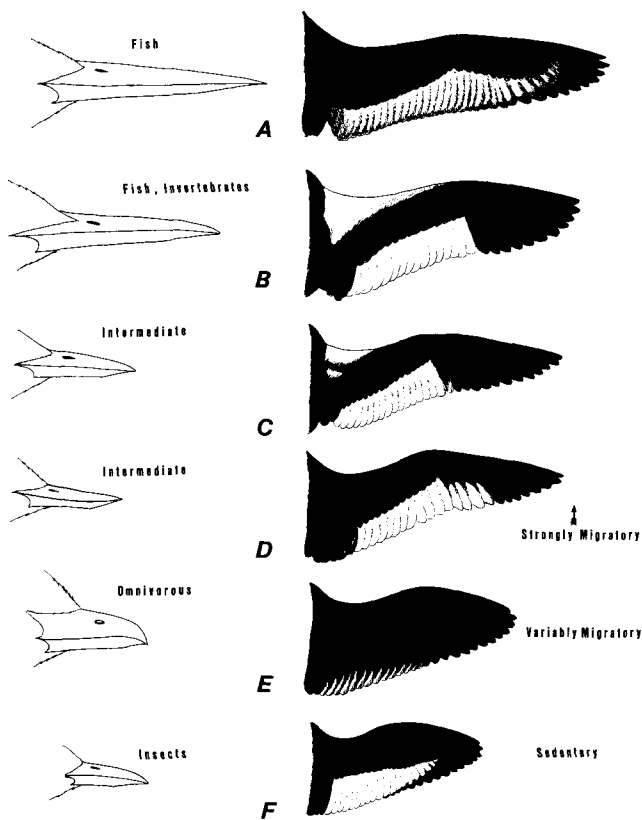 Fish
A
Fish, Invertebrates
B
Intermediate
C
Intermediate
D
Strongly Migratory
Omnivorous
Variably Migratory
E
Insects
Sedentary
F